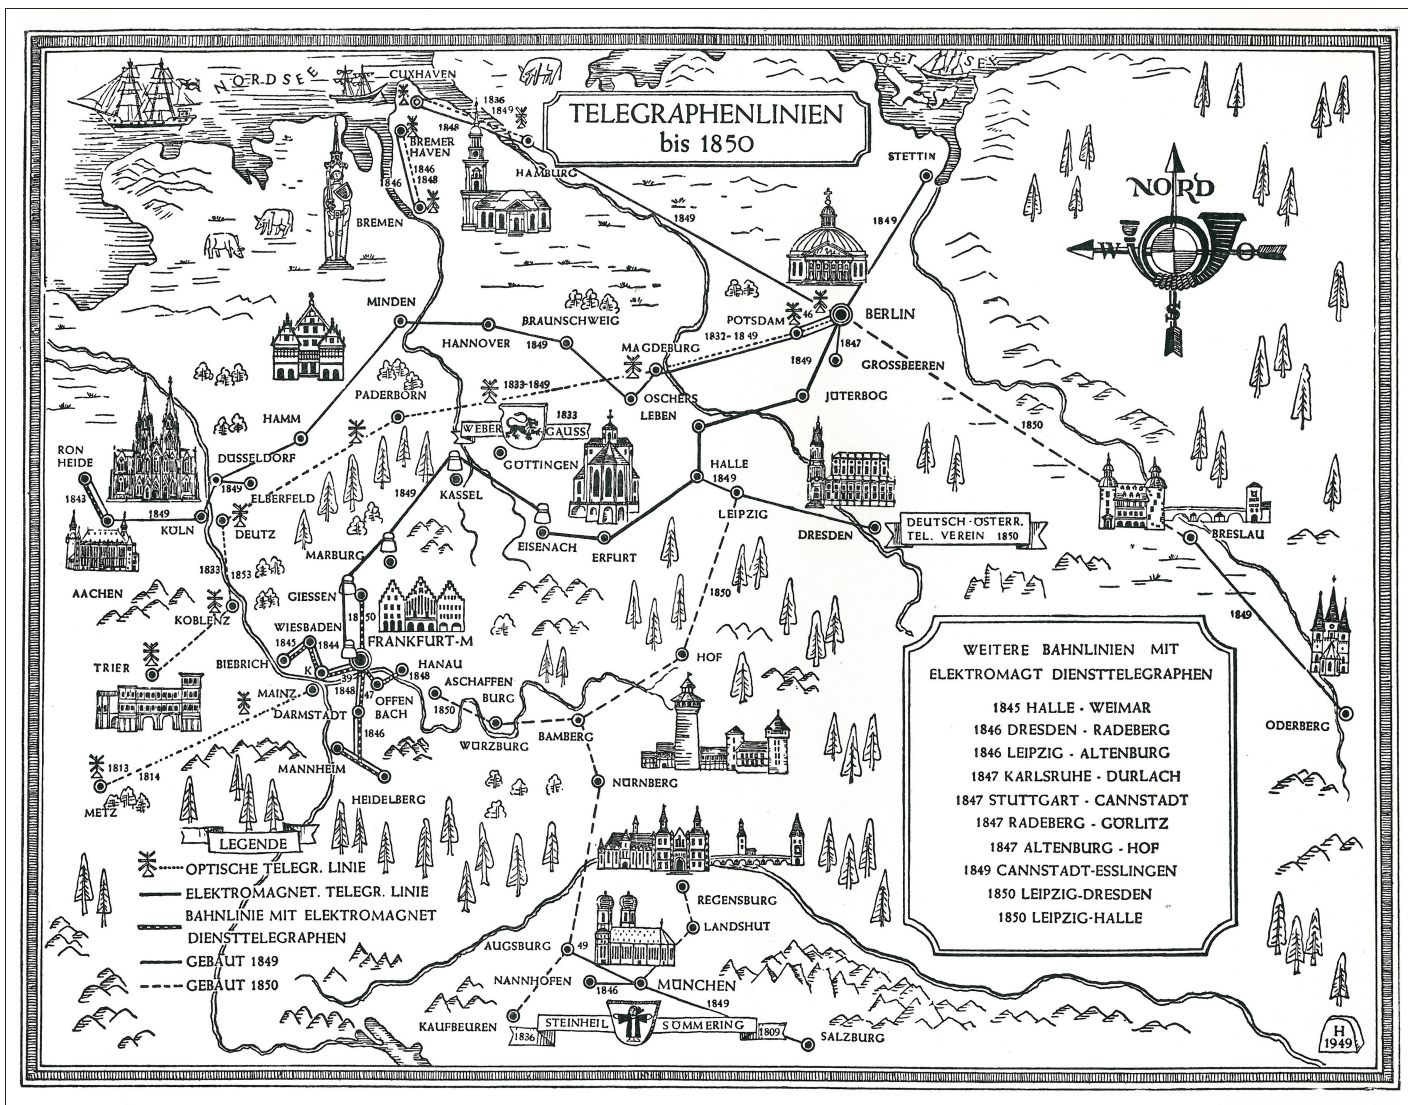 NORDSEE
CUXHAVEN
OST SEE
1836
1849
1848
TELEGRAPHENLINIEN
bis 1850
BREMER
HAVEN
1846
1848
1846
HAMBURG
STETTIN
NORD
W
O
S
BREMEN
1849
1849
MINDEN
BRAUNSCHWEIG
POTSDAM
46
BERLIN
HANNOVER
1849
MAGDEBURG
1832-1849
1847
1849
GROSSBEEREN
1833-1849
PADERBORN
OSCHERS
LEBEN
JÜTERBOG
HAMM
1833
WEBER
GAUSS
1850
RON
HEIDE
DÜSSELDORF
GÖTTINGEN
HALLE
1849
1843
1849
ELBERFELD
1849
KASSEL
LEIPZIG
1849
KÖLN
DEUTZ
EISENACH
ERFURT
DRESDEN
DEUTSCH-ÖSTERR.
TEL. VEREIN 1850
BRESLAU
MARBURG
1833
1853
AACHEN
GIESSEN
1850
1850
1849
KOBLENZ
WIESBADEN
FRANKFURT-M
1845
1844
TRIER
BIEBRICH
K
39
HANAU
1848
1848
47
HOF
MAINZ
ASCHAFFEN
BURG
OFFEN
BACH
1850
DARMSTADT
1846
WÜRZBURG
BAMBERG
ODERBERG
1813
1814
METZ
MANNHEIM
NÜRNBERG
HEIDELBERG
WEITERE BAHNLINIEN MIT
ELEKTROMAGT DIENSTTELEGRAPHEN
1845 HALLE - WEIMAR
1846 DRESDEN - RADEBERG
1846 LEIPZIG - ALTENBURG
1847 KARLSRUHE - DURLACH
1847 STUTTGART - CANNSTADT
1847 RADEBERG - GÖRLITZ
1847 ALTENBURG - HOF
1849 CANNSTADT-ESSLINGEN
1850 LEIPZIG-DRESDEN
1850 LEIPZIG-HALLE
LEGENDE
OPTISCHE TELEGR. LINIE
ELEKTROMAGNET. TELEGR. LINIE
BAHNLINIE MIT ELEKTROMAGNET
DIENSTTELEGRAPHEN
GEBAUT 1849
GEBAUT 1850
REGENSBURG
LANDSHUT
AUGSBURG
49
NANNHOFEN
1846
MÜNCHEN
1849
KAUFBEUREN
1836
STEINHEIL
SÖMMERING
1809
SALZBURG
H
1949